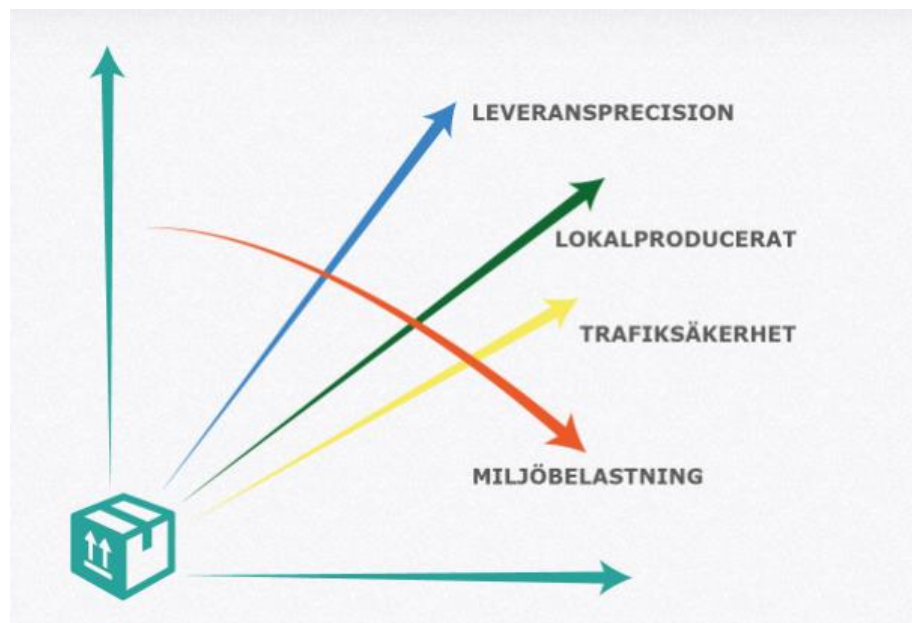 LEVERANSPRECISION
LOKALPRODUCERAT
TRAFIKSÄKERHET
MILJÖBELASTNING